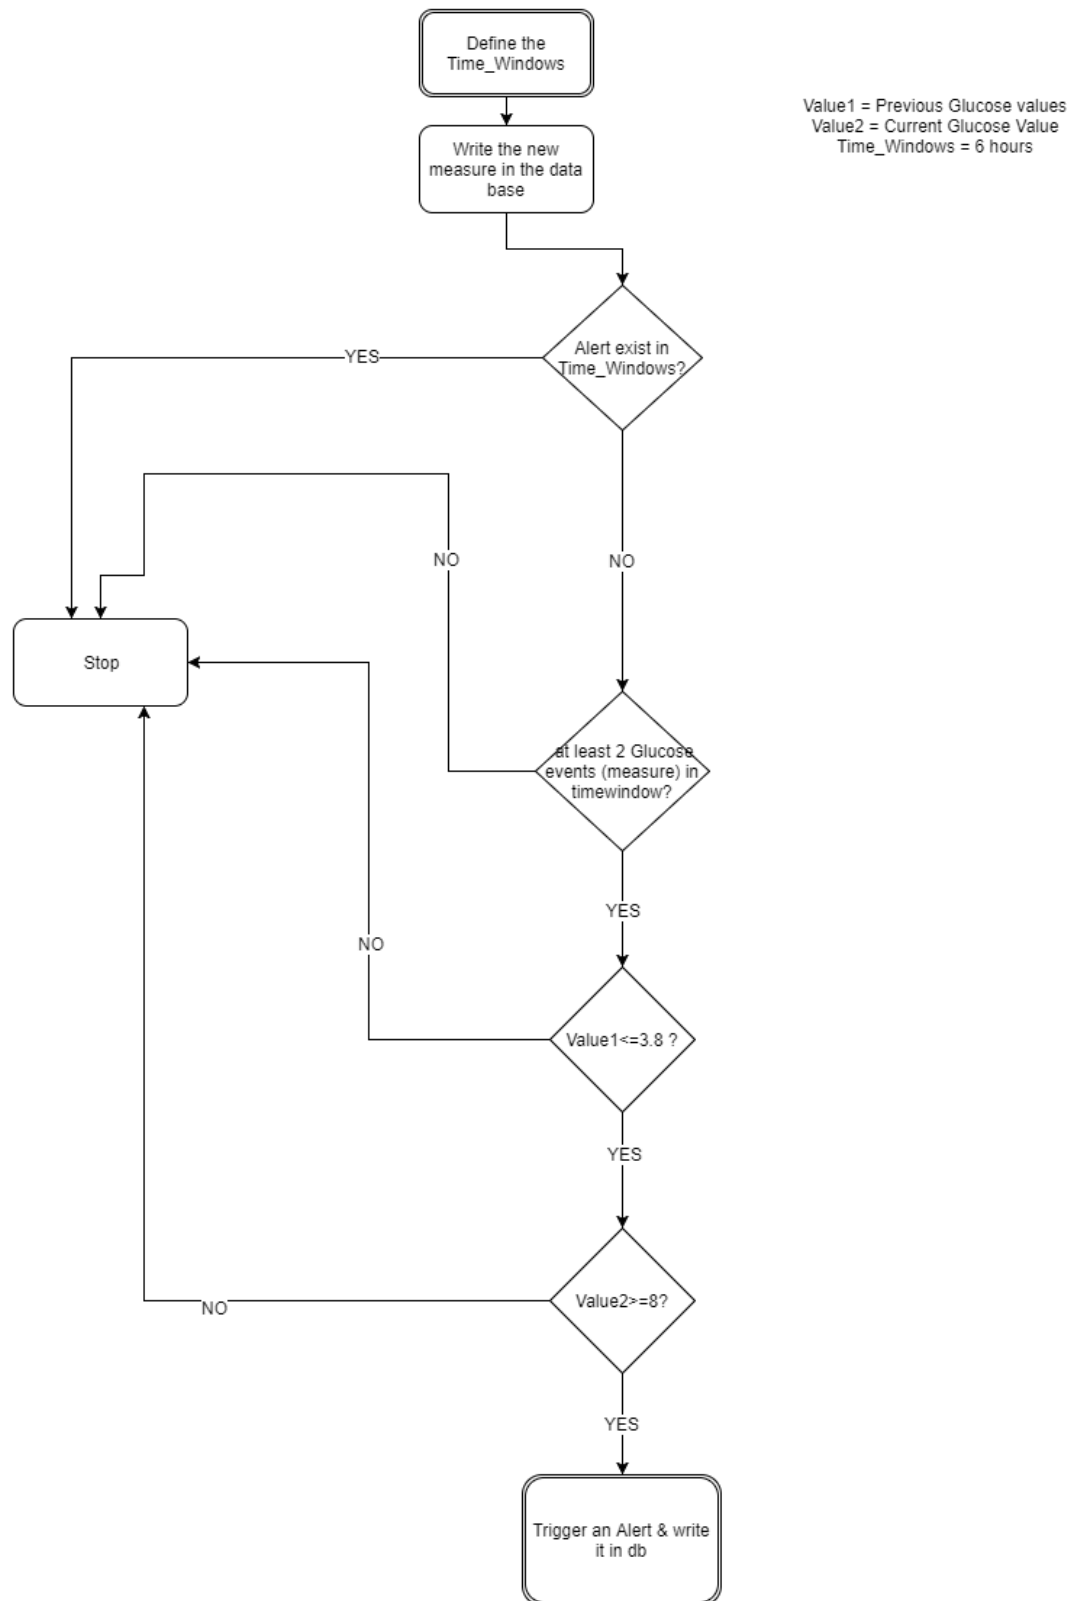 Define the
Time_Windows
Value1 = Previous Glucose values
Value2 = Current Glucose Value
Time_Windows = 6 hours
Write the new
measure in the data
base
Alert exist in
Time_Windows?
YES
NO
NO
Stop
at least 2 Glucose
events (measure) in
timewindow?
YES
NO
Value1<=3.8 ?
YES
Value2>=8?
NO
YES
Trigger an Alert & write
it in db